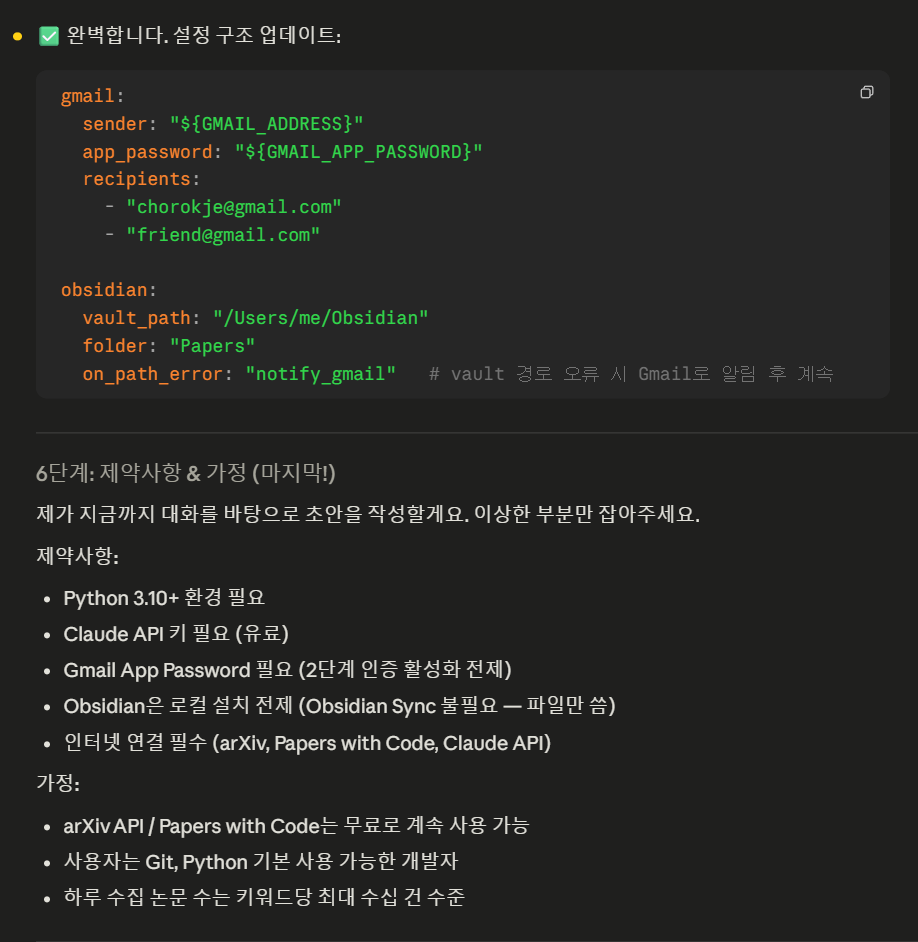 ✅ 완벽합니다. 설정 구조 업데이트:
gmail:
  sender: "${GMAIL_ADDRESS}"
  app_password: "${GMAIL_APP_PASSWORD}"
  recipients:
    - "chorokje@gmail.com"
    - "friend@gmail.com"

obsidian:
  vault_path: "/Users/me/Obsidian"
  folder: "Papers"
  on_path_error: "notify_gmail"   # vault 경로 오류 시 Gmail로 알림 후 계속
6단계: 제약사항 & 가정 (마지막!)
제가 지금까지 대화를 바탕으로 초안을 작성할게요. 이상한 부분만 잡아주세요.
제약사항:
• Python 3.10+ 환경 필요
• Claude API 키 필요 (유료)
• Gmail App Password 필요 (2단계 인증 활성화 전제)
• Obsidian은 로컬 설치 전제 (Obsidian Sync 불필요 — 파일만 씀)
• 인터넷 연결 필수 (arXiv, Papers with Code, Claude API)
가정:
• arXiv API / Papers with Code는 무료로 계속 사용 가능
• 사용자는 Git, Python 기본 사용 가능한 개발자
• 하루 수집 논문 수는 키워드당 최대 수십 건 수준